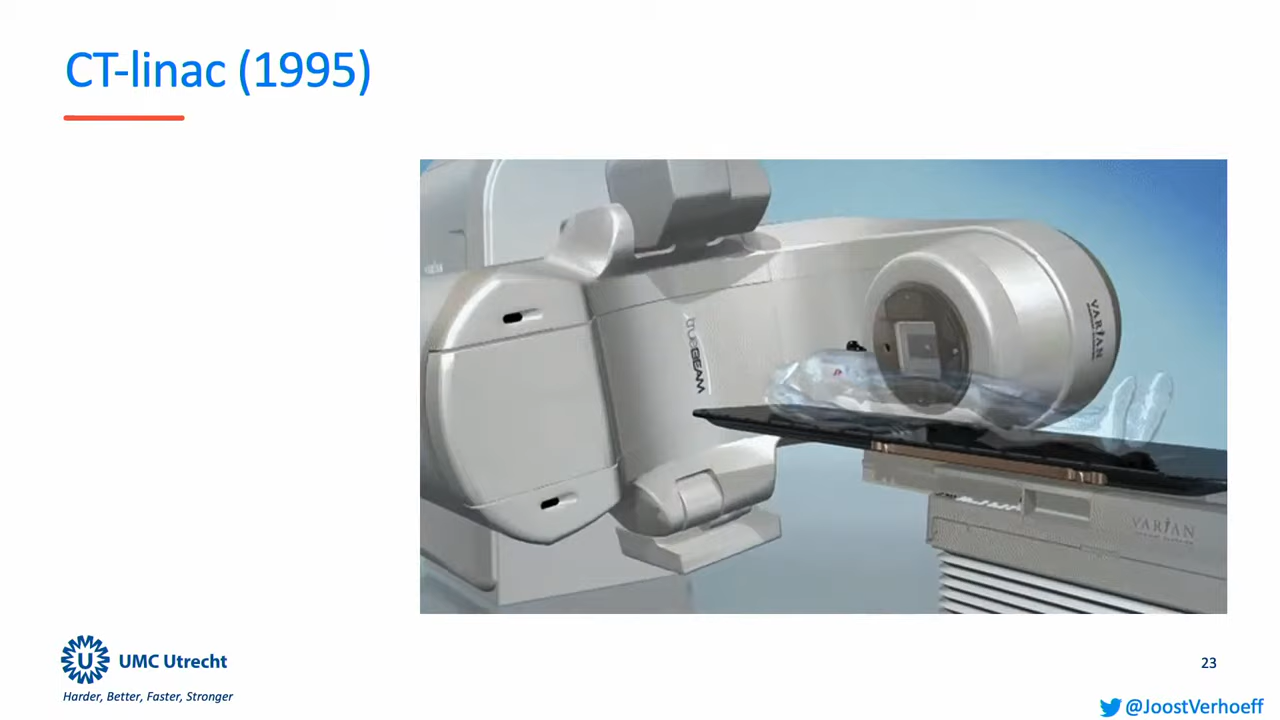 CT-linac (1995)
trueBEAM
VARIAN
VARIAN
UMC Utrecht
Harder, Better, Faster, Stronger
23
@JoostVerhoeff